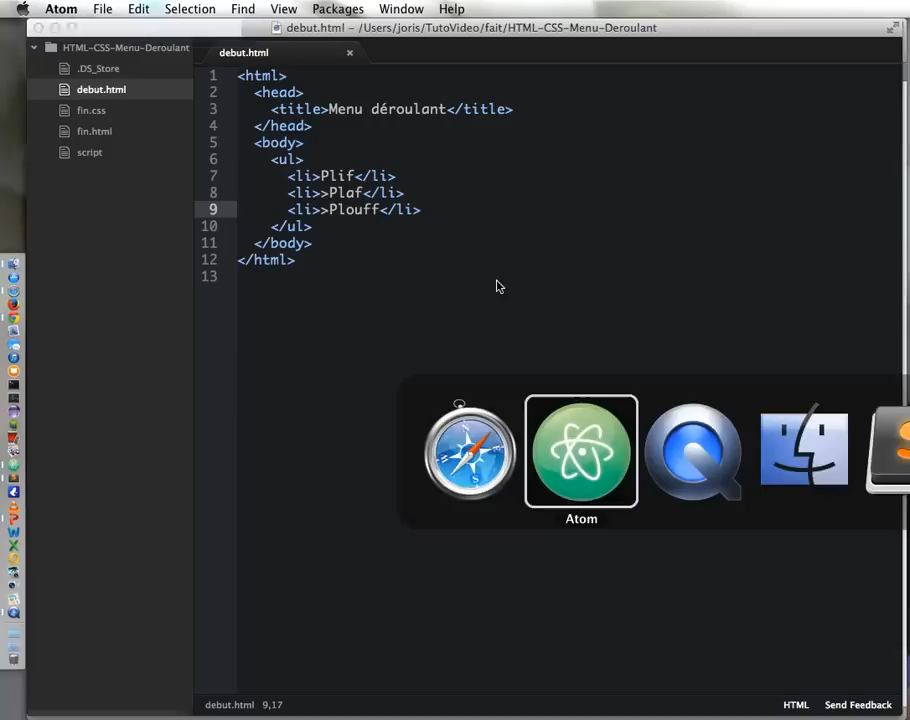 Atom File Edit View Selection Find Packages Window Help
debut.html – /Users/joris/TutoVideo/fait/HTML-CSS-Menu-Deroulant
HTML-CSS-Menu-Deroulant
.DS_Store
debut.html
fin.css
fin.html
script
debut.html
1 <html>
2 <head>
3 <title>Menu déroulant</title>
4 </head>
5 <body>
6 <ul>
7 <li>Plif</li>
8 <li>>Plaf</li>
9 <li>>Plouff</li>
10 </ul>
11 </body>
12 </html>
13
Atom
debut.html 9,17 HTML Send Feedback